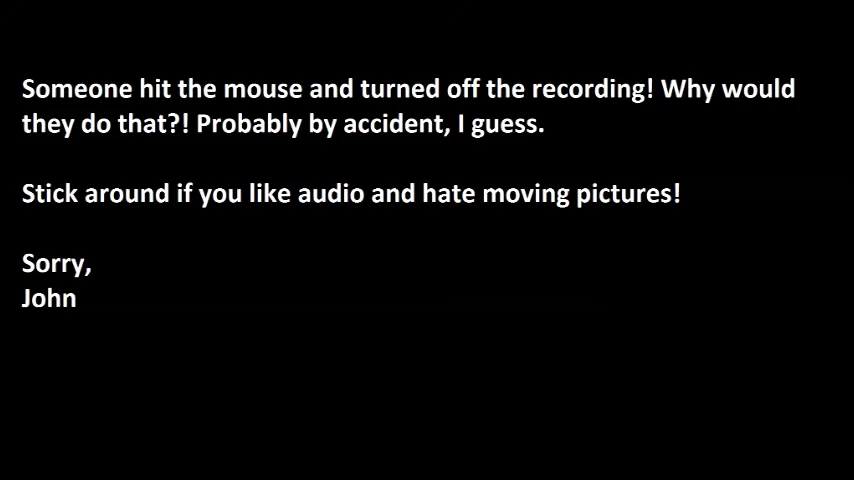 Someone hit the mouse and turned off the recording! Why would
they do that?! Probably by accident, I guess.
Stick around if you like audio and hate moving pictures!
Sorry,
John